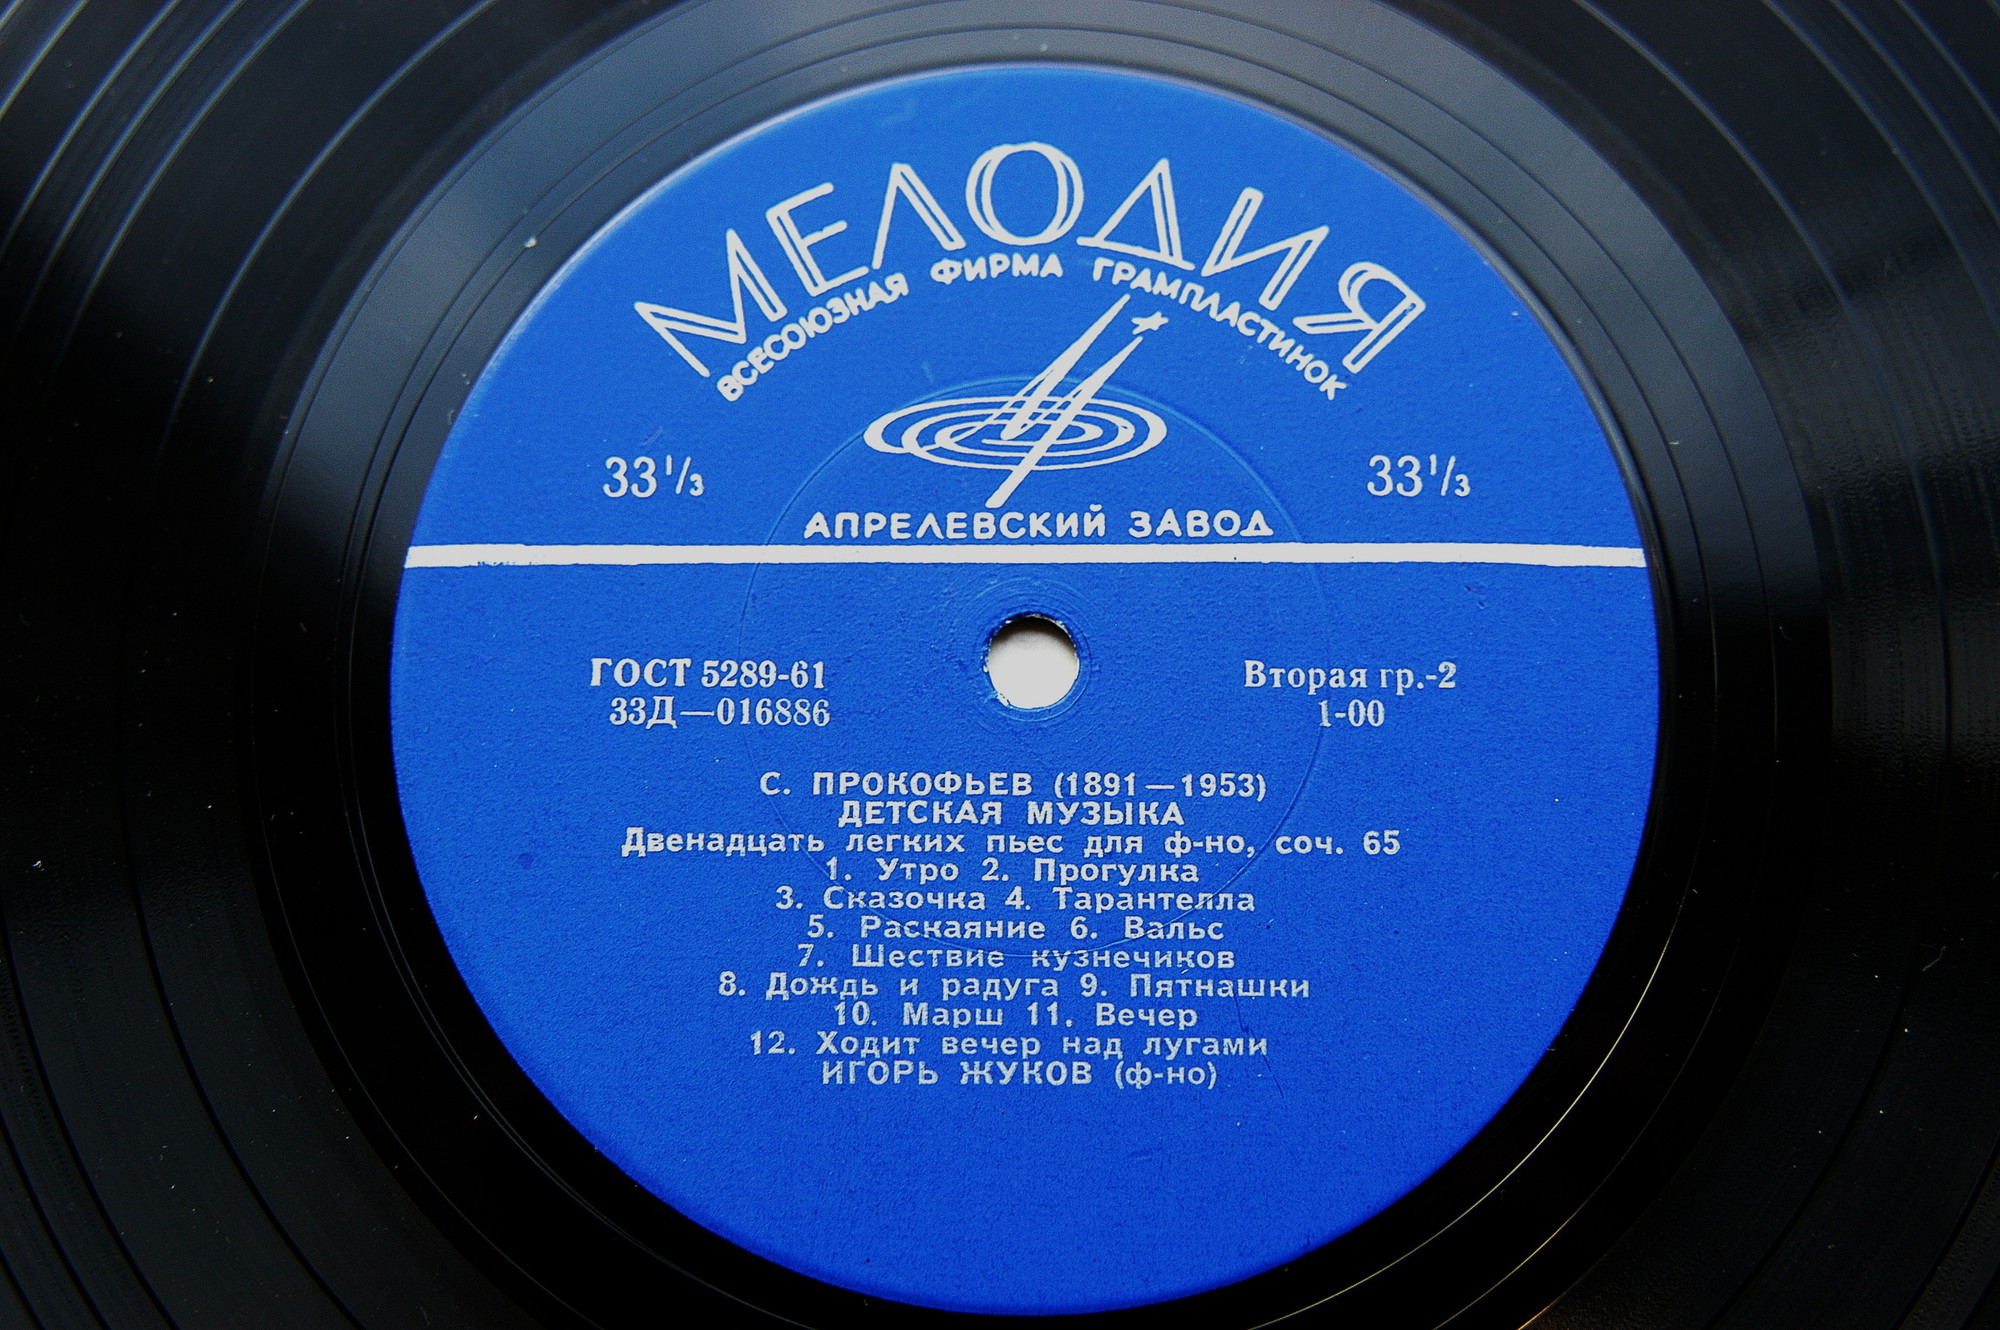 МЕЛОДИЯ
ВСЕСОЮЗНАЯ ФИРМА ГРАМПЛАСТИНОК
33⅓ 33⅓
АПРЕЛЕВСКИЙ ЗАВОД
ГОСТ 5289-61 Вторая гр.-2
33Д—016886 1-00
С. ПРОКОФЬЕВ (1891—1953)
ДЕТСКАЯ МУЗЫКА
Двенадцать легких пьес для ф-но, соч. 65
1. Утро 2. Прогулка
3. Сказочка 4. Тарантелла
5. Раскаяние 6. Вальс
7. Шествие кузнечиков
8. Дождь и радуга 9. Пятнашки
10. Марш 11. Вечер
12. Ходит вечер над лугами
ИГОРЬ ЖУКОВ (ф-но)